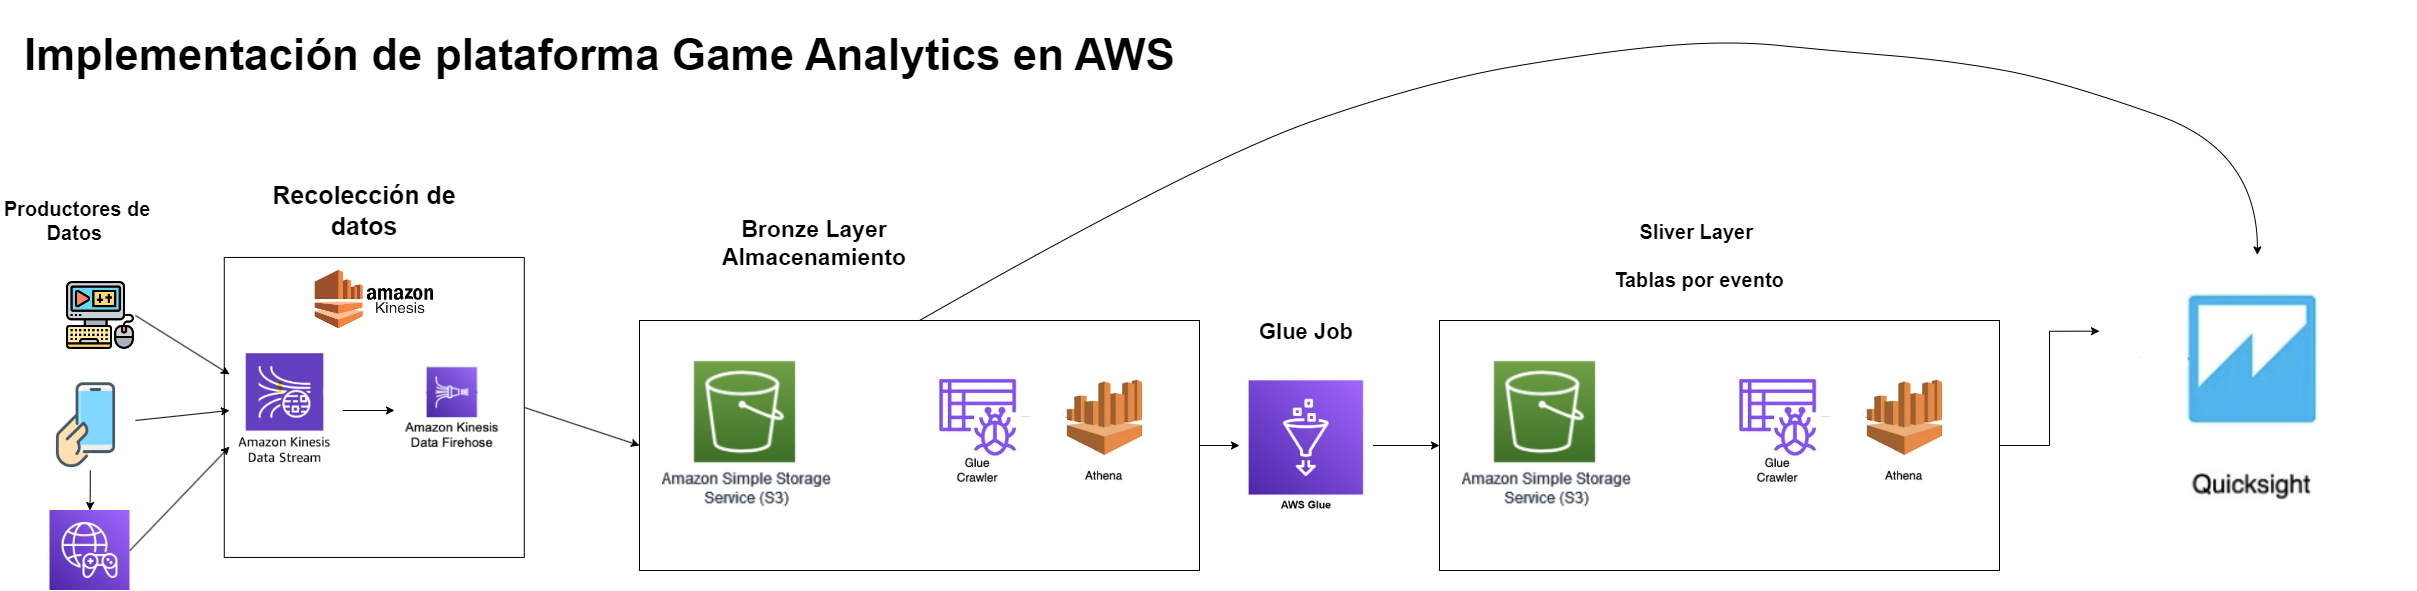 Implementación de plataforma Game Analytics en AWS
Productores de
Datos
Recolección de
datos
amazon
Kinesis
Amazon Kinesis
Data Stream
Amazon Kinesis
Data Firehose
Bronze Layer
Almacenamiento
Amazon Simple Storage
Service (S3)
Glue
Crawler
Athena
Glue Job
AWS Glue
Sliver Layer
Tablas por evento
Amazon Simple Storage
Service (S3)
Glue
Crawler
Athena
Quicksight